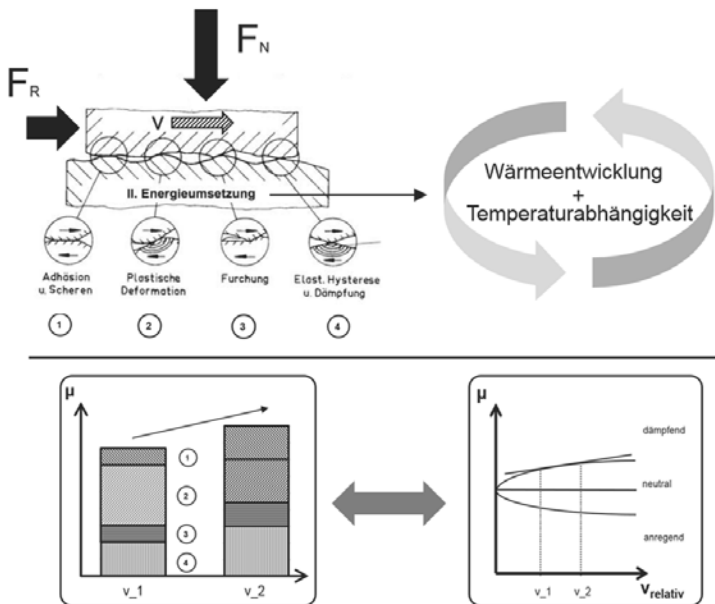 F_N
F_R
V
II. Energieumsetzung
Wärmeentwicklung
+
Temperaturabhängigkeit
Adhäsion
u. Scheren
Plastische
Deformation
Furchung
Elast. Hysterese
u. Dämpfung
1
2
3
4
μ
1
2
3
4
v_1
v_2
μ
dämpfend
neutral
anregend
v_1
v_2
v_relativ